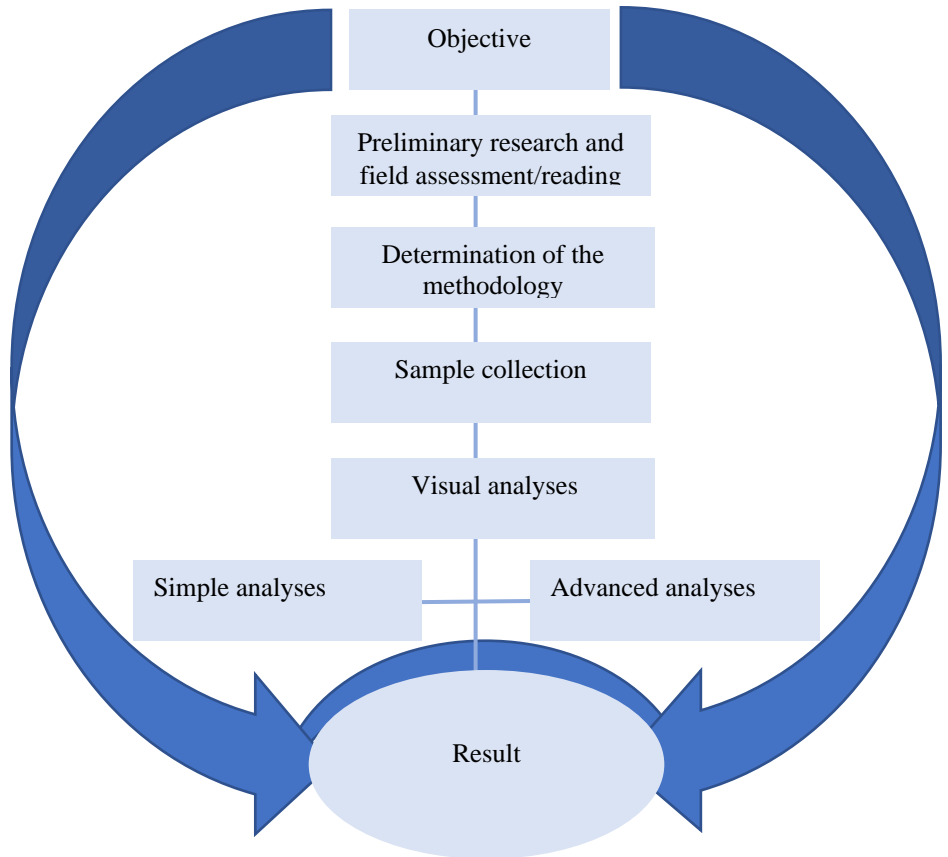 Objective
Preliminary research and
field assessment/reading
Determination of the
methodology
Sample collection
Visual analyses
Simple analyses
Advanced analyses
Result